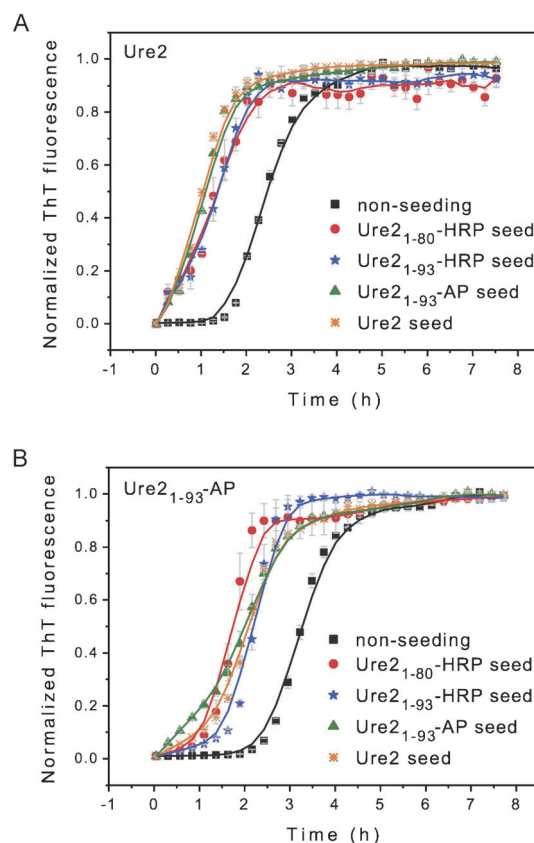 A
Ure2
Normalized ThT fluorescence
1.0
0.8
0.6
0.4
0.2
0.0
non-seeding
Ure2₁₋₈₀-HRP seed
Ure2₁₋₉₃-HRP seed
Ure2₁₋₉₃-AP seed
Ure2 seed
-1 0 1 2 3 4 5 6 7 8
Time (h)
B
Ure2₁₋₉₃-AP
Normalized ThT fluorescence
1.0
0.8
0.6
0.4
0.2
0.0
non-seeding
Ure2₁₋₈₀-HRP seed
Ure2₁₋₉₃-HRP seed
Ure2₁₋₉₃-AP seed
Ure2 seed
-1 0 1 2 3 4 5 6 7 8
Time (h)